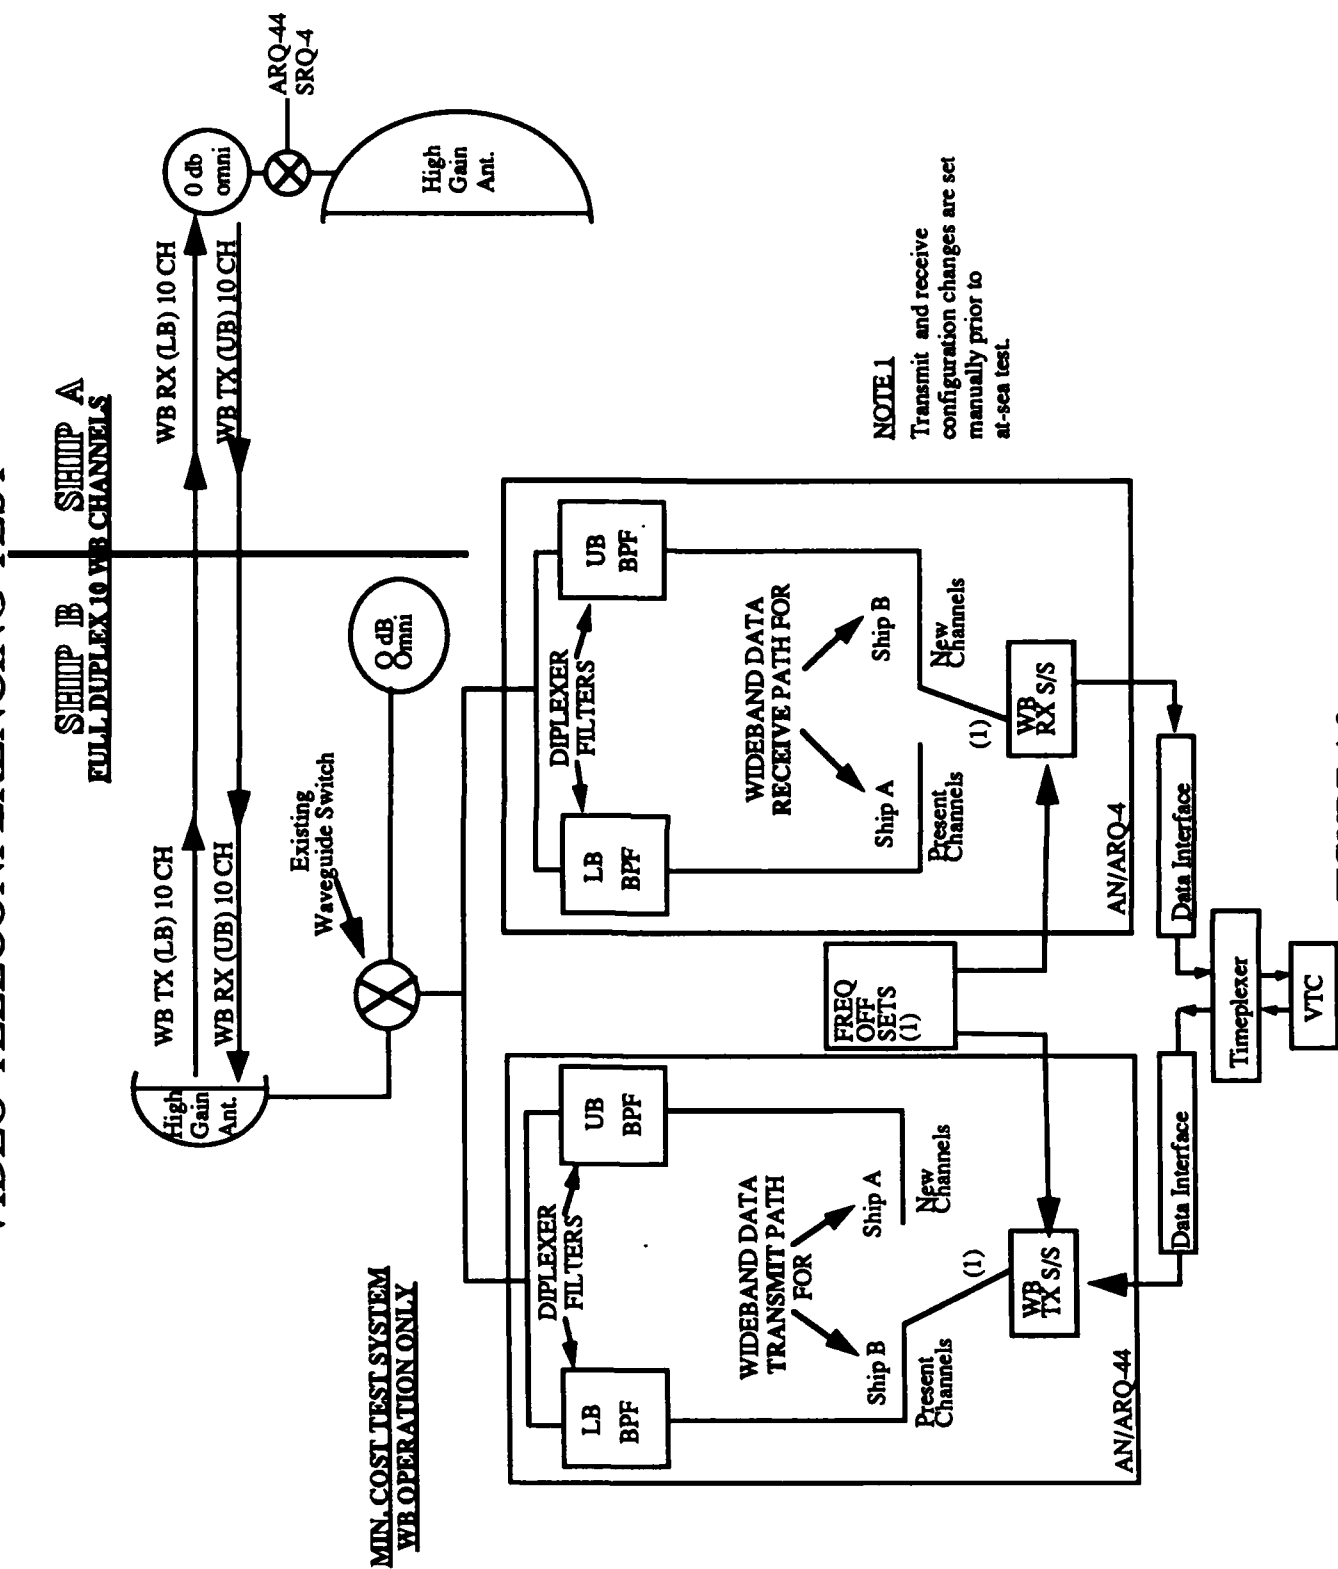 SHIP B
SHIP A
FULL DUPLEX 10 WB CHANNELS
WB TX (LB) 10 CH
WB RX (LB) 10 CH
WB RX (UB) 10 CH
WB TX (UB) 10 CH
High
Gain
Ant.
0 db
omni
ARQ-44
SRQ-4
High
Gain
Ant.
Existing
Waveguide Switch
0 dB
Omni
MIN. COST TEST SYSTEM
WB OPERATION ONLY
LB
BPF
DIPLEXER
FILTERS
UB
BPF
WIDEBAND DATA
TRANSMIT PATH
FOR
Ship B
Ship A
Present
Channels
New
Channels
(1)
WB
TX S/S
AN/ARQ-44
FREQ
OFF
SETS
(1)
LB
BPF
DIPLEXER
FILTERS
UB
BPF
WIDEBAND DATA
RECEIVE PATH FOR
Ship A
Ship B
Present
Channels
New
Channels
(1)
WB
RX S/S
AN/ARQ-4
NOTE 1
Transmit and receive
configuration changes are set
manually prior to
at-sea test.
Data Interface
Data Interface
Timeplexer
VTC